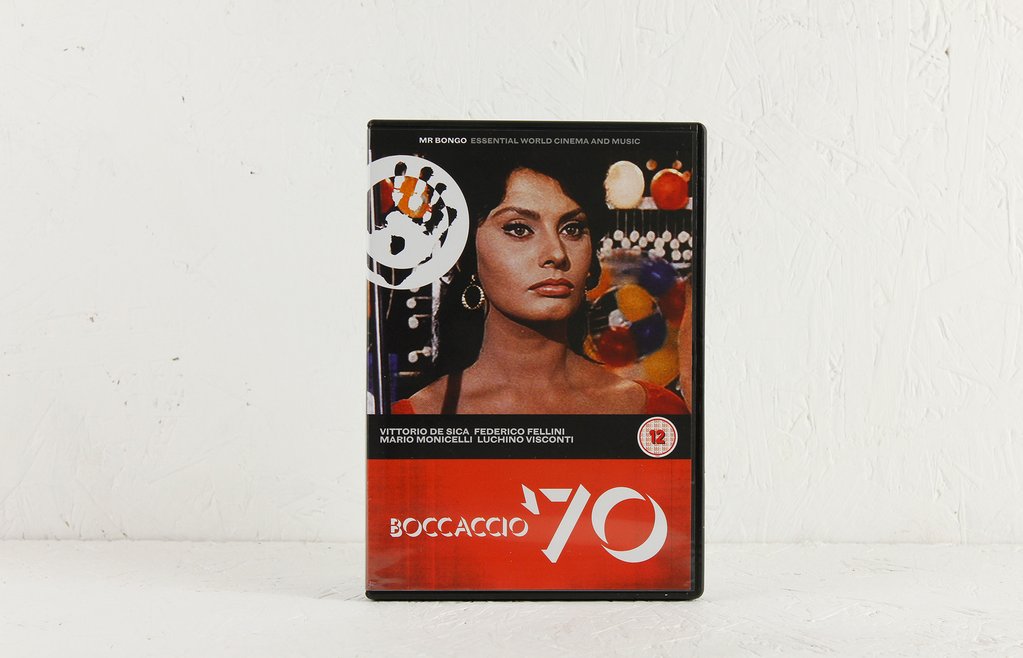 MR BONGO ESSENTIAL WORLD CINEMA AND MUSIC
VITTORIO DE SICA FEDERICO FELLINI
MARIO MONICELLI LUCHINO VISCONTI
12
BOCCACCIO '70